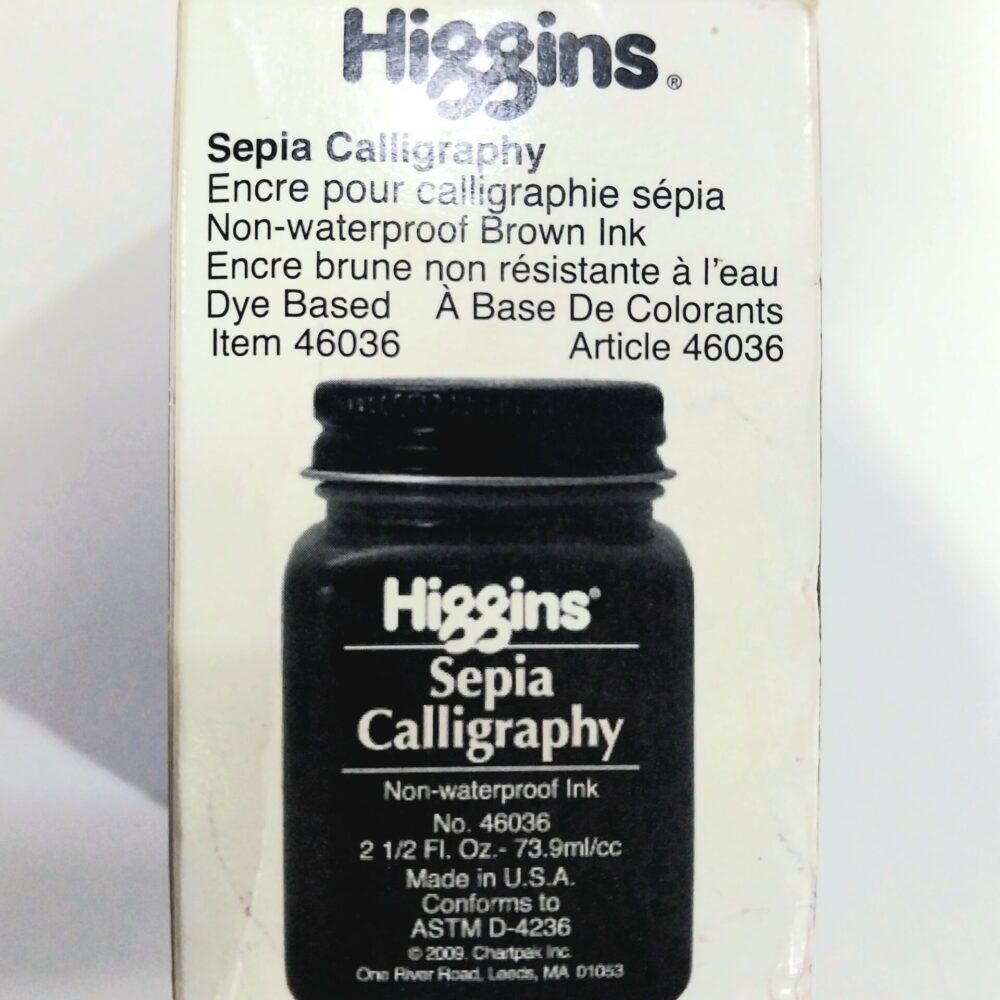 Higgins®
Sepia Calligraphy
Encre pour calligraphie sépia
Non-waterproof Brown Ink
Encre brune non résistante à l'eau
Dye Based À Base De Colorants
Item 46036 Article 46036
Higgins®
Sepia
Calligraphy
Non-waterproof Ink
No. 46036
2 1/2 Fl. Oz.- 73.9ml/cc
Made in U.S.A.
Conforms to
ASTM D-4236
© 2009. Chartpak Inc.
One River Road, Leeds, MA 01053